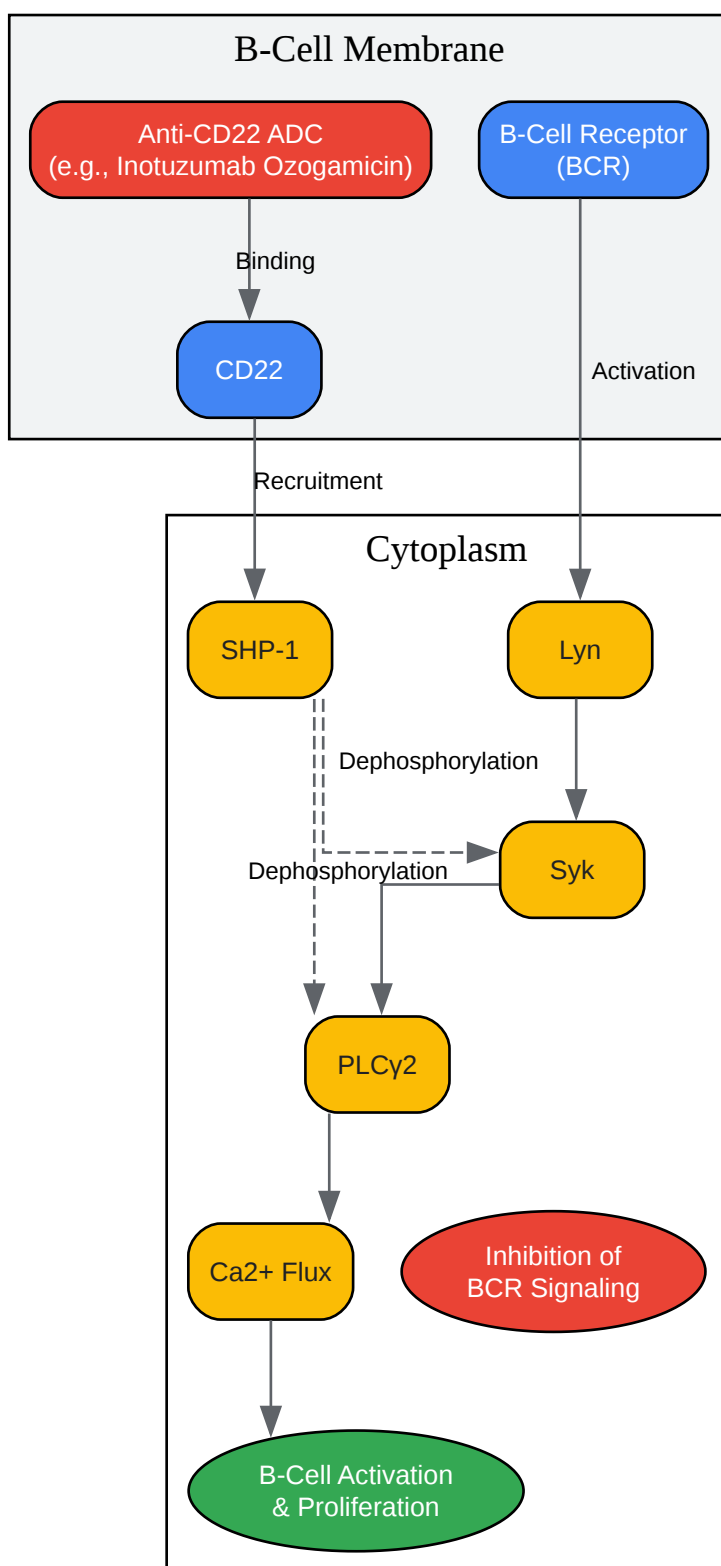 B-Cell Membrane
Anti-CD22 ADC
(e.g., Inotuzumab Ozogamicin)
B-Cell Receptor
(BCR)
Binding
CD22
Activation
Recruitment
Cytoplasm
SHP-1
Lyn
Dephosphorylation
Dephosphorylation
Syk
PLCγ2
Ca2+ Flux
Inhibition of
BCR Signaling
B-Cell Activation
& Proliferation